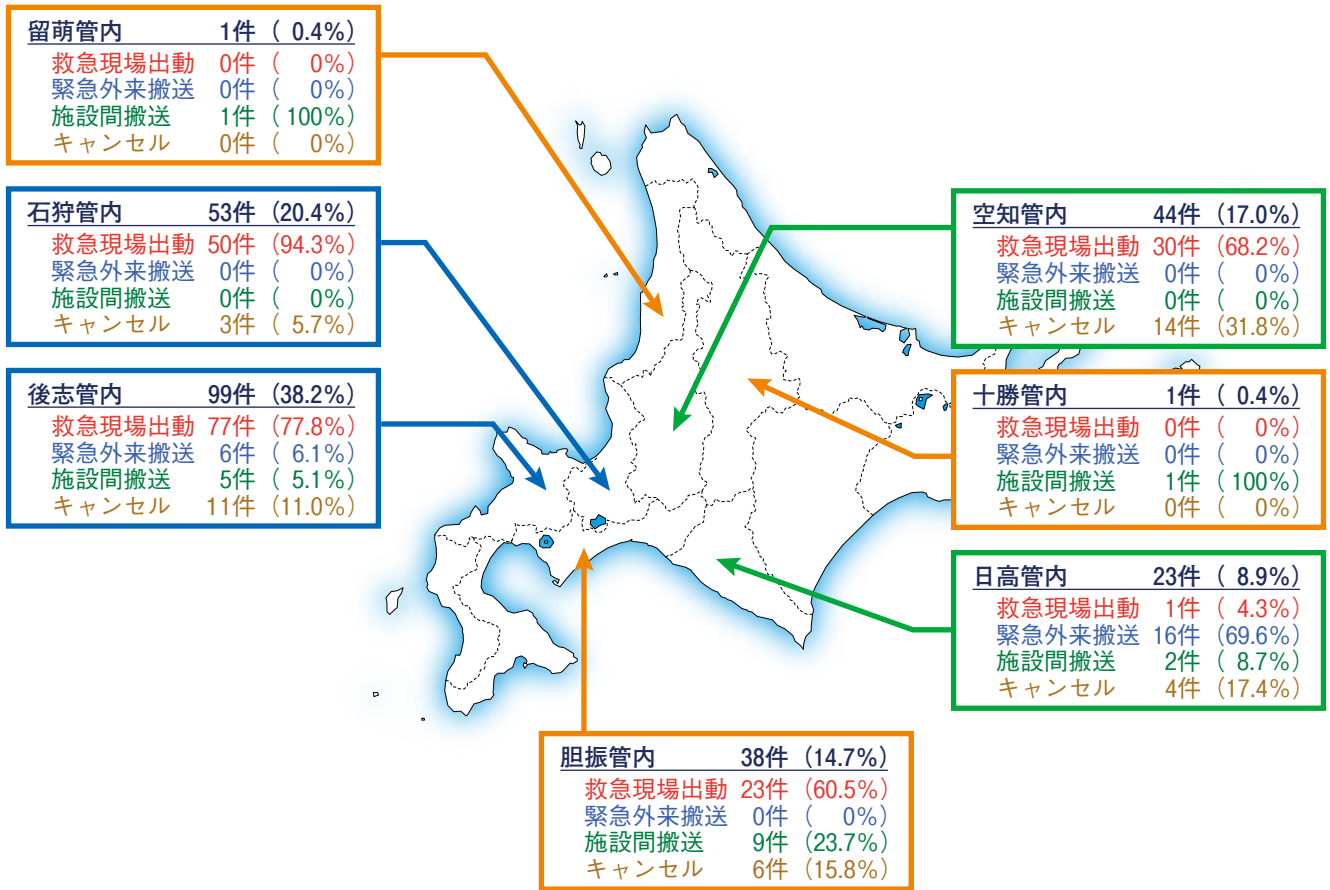 留萌管内 1件 ( 0.4%)
救急現場出動 0件 ( 0%)
緊急外来搬送 0件 ( 0%)
施設間搬送 1件 ( 100%)
キャンセル 0件 ( 0%)
石狩管内 53件 (20.4%)
救急現場出動 50件 (94.3%)
緊急外来搬送 0件 ( 0%)
施設間搬送 0件 ( 0%)
キャンセル 3件 ( 5.7%)
後志管内 99件 (38.2%)
救急現場出動 77件 (77.8%)
緊急外来搬送 6件 ( 6.1%)
施設間搬送 5件 ( 5.1%)
キャンセル 11件 (11.0%)
空知管内 44件 (17.0%)
救急現場出動 30件 (68.2%)
緊急外来搬送 0件 ( 0%)
施設間搬送 0件 ( 0%)
キャンセル 14件 (31.8%)
十勝管内 1件 ( 0.4%)
救急現場出動 0件 ( 0%)
緊急外来搬送 0件 ( 0%)
施設間搬送 1件 ( 100%)
キャンセル 0件 ( 0%)
日高管内 23件 ( 8.9%)
救急現場出動 1件 ( 4.3%)
緊急外来搬送 16件 (69.6%)
施設間搬送 2件 ( 8.7%)
キャンセル 4件 (17.4%)
胆振管内 38件 (14.7%)
救急現場出動 23件 (60.5%)
緊急外来搬送 0件 ( 0%)
施設間搬送 9件 (23.7%)
キャンセル 6件 (15.8%)